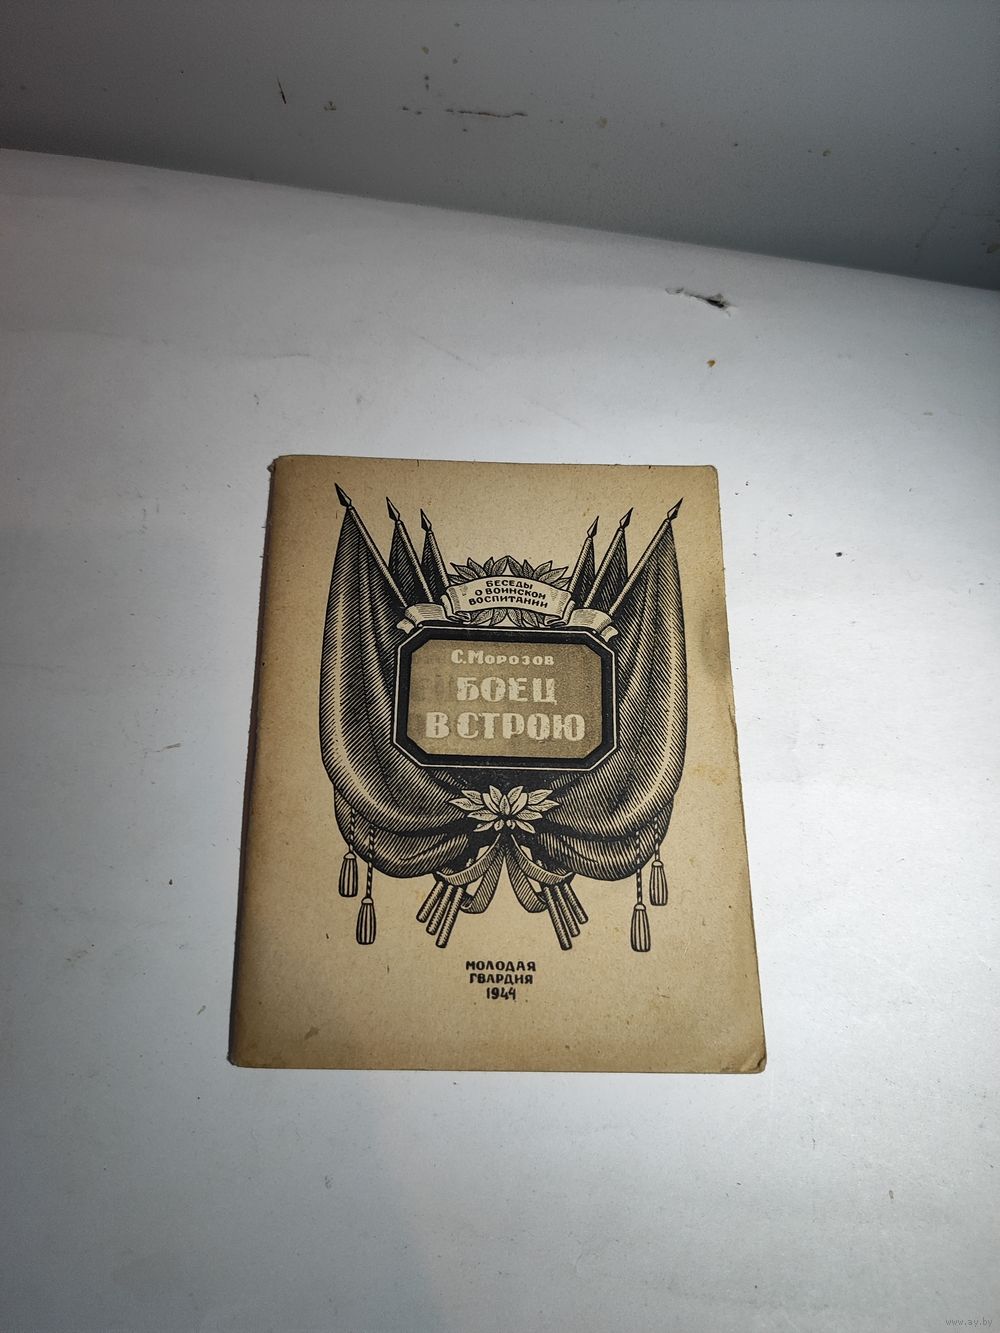 БЕСЕДЫ
О ВОИНСКОМ
ВОСПИТАНИИ
С. МОРОЗОВ
БОЕЦ
В СТРОЮ
МОЛОДАЯ
ГВАРДИЯ
1944
www.ay.by